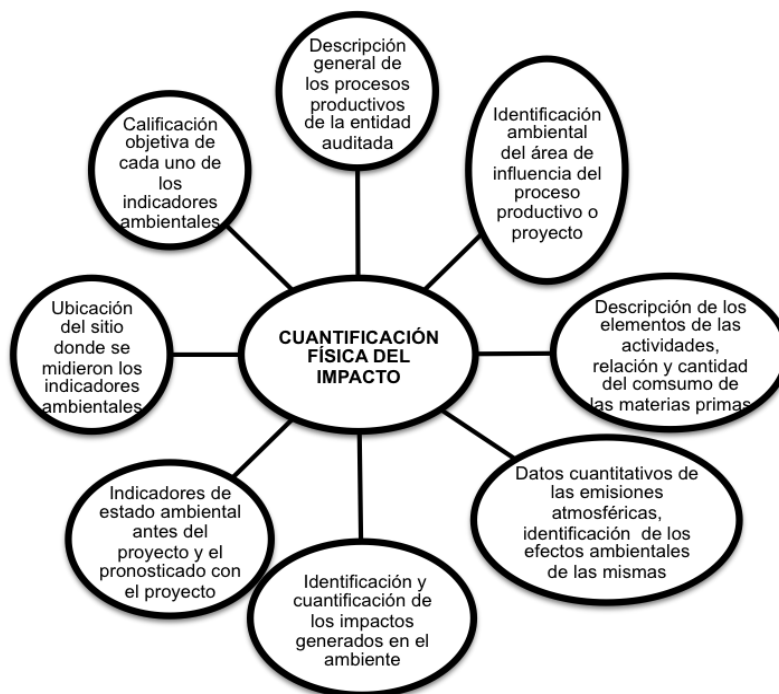 Descripción
general de
los procesos
productivos
de la entidad
auditada
Identificación
ambiental
del área de
influencia del
proceso
productivo o
proyecto
Descripción de los
elementos de las
actividades,
relación y cantidad
del comsumo de
las materias primas
Datos cuantitativos de
las emisiones
atmosféricas,
identificación de los
efectos ambientales
de las mismas
Identificación y
cuantificación de
los impactos
generados en el
ambiente
Indicadores de
estado ambiental
antes del
proyecto y el
pronosticado con
el proyecto
Ubicación
del sitio
donde se
midieron los
indicadores
ambientales
Calificación
objetiva de
cada uno de
los
indicadores
ambientales
CUANTIFICACIÓN
FÍSICA DEL
IMPACTO